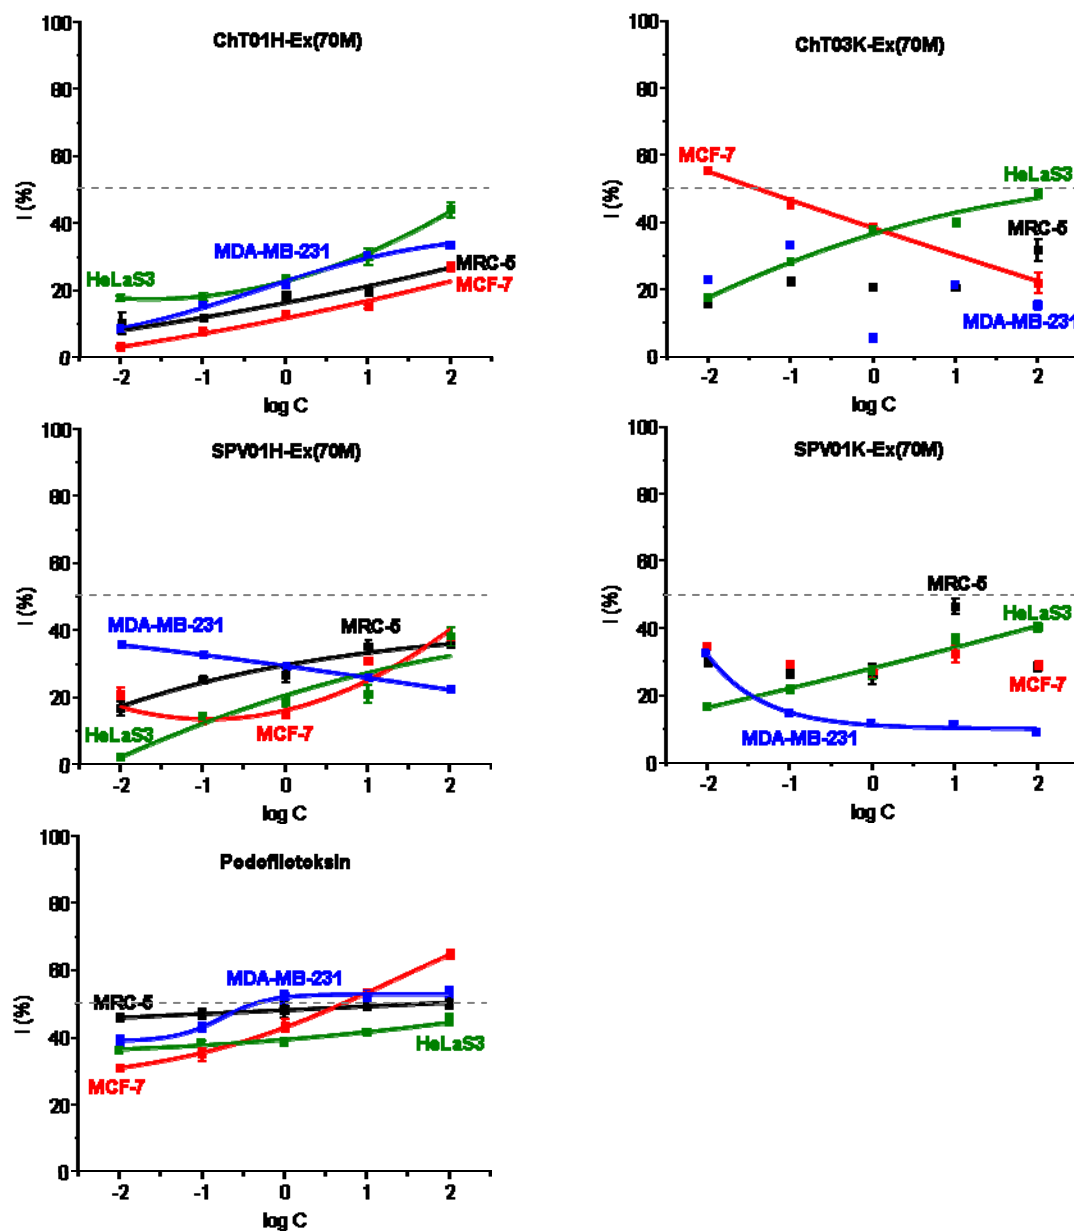 ChT01H-Ex(70M)
100
80
60
40
20
0
I (%)
HeLaS3
MDA-MB-231
MRC-5
MCF-7
-2 -1 0 1 2
log C
ChT03K-Ex(70M)
100
80
60
40
20
0
I (%)
MCF-7
HeLaS3
MRC-5
MDA-MB-231
-2 -1 0 1 2
log C
SPV01H-Ex(70M)
100
80
60
40
20
0
I (%)
MDA-MB-231
MRC-5
HeLaS3
MCF-7
-2 -1 0 1 2
log C
SPV01K-Ex(70M)
100
80
60
40
20
0
I (%)
MRC-5
HeLaS3
MCF-7
MDA-MB-231
-2 -1 0 1 2
log C
Podofilotoksin
100
80
60
40
20
0
I (%)
MDA-MB-231
MRC-5
HeLaS3
MCF-7
-2 -1 0 1 2
log C